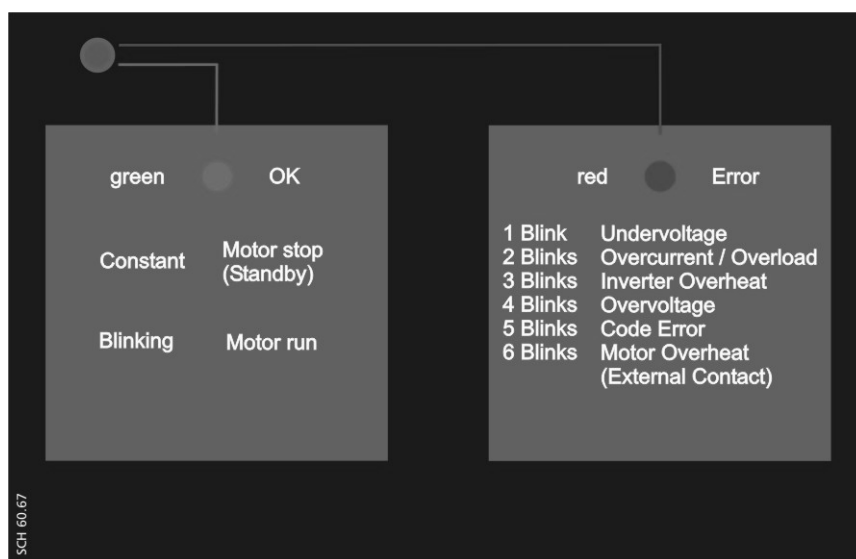 green OK
Constant Motor stop
(Standby)
Blinking Motor run
red Error
1 Blink Undervoltage
2 Blinks Overcurrent / Overload
3 Blinks Inverter Overheat
4 Blinks Overvoltage
5 Blinks Code Error
6 Blinks Motor Overheat
(External Contact)
SCH 60.67